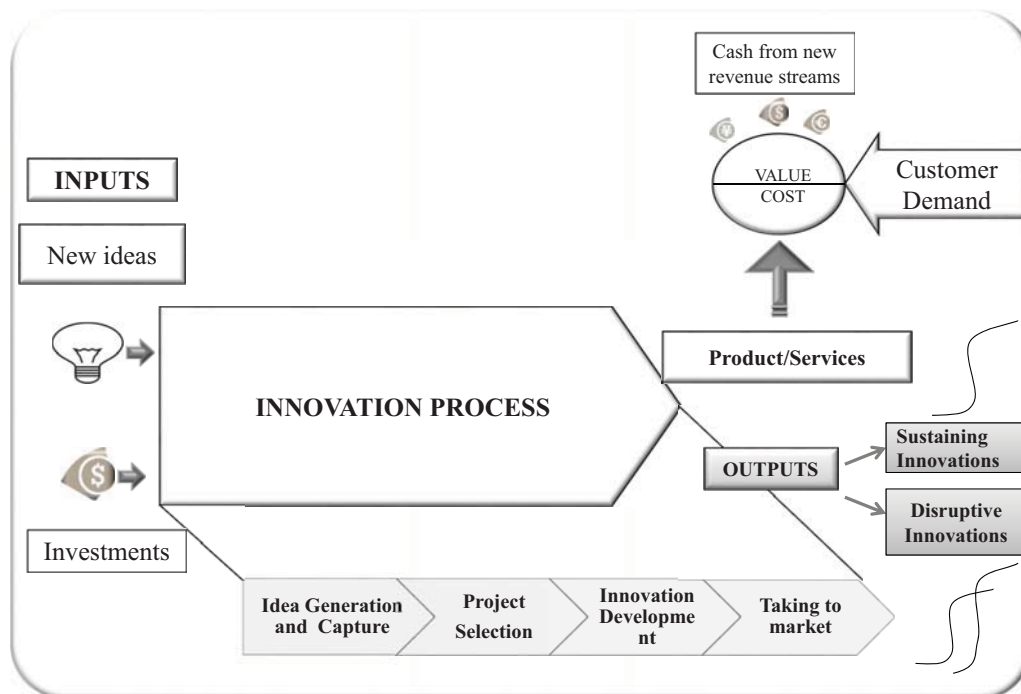 Cash from new
revenue streams
¥
$
€
INPUTS
VALUE
COST
Customer
Demand
New ideas
Product/Services
INNOVATION PROCESS
Sustaining
Innovations
OUTPUTS
$
Disruptive
Innovations
Investments
Idea Generation
and Capture
Project
Selection
Innovation
Developme
nt
Taking to
market